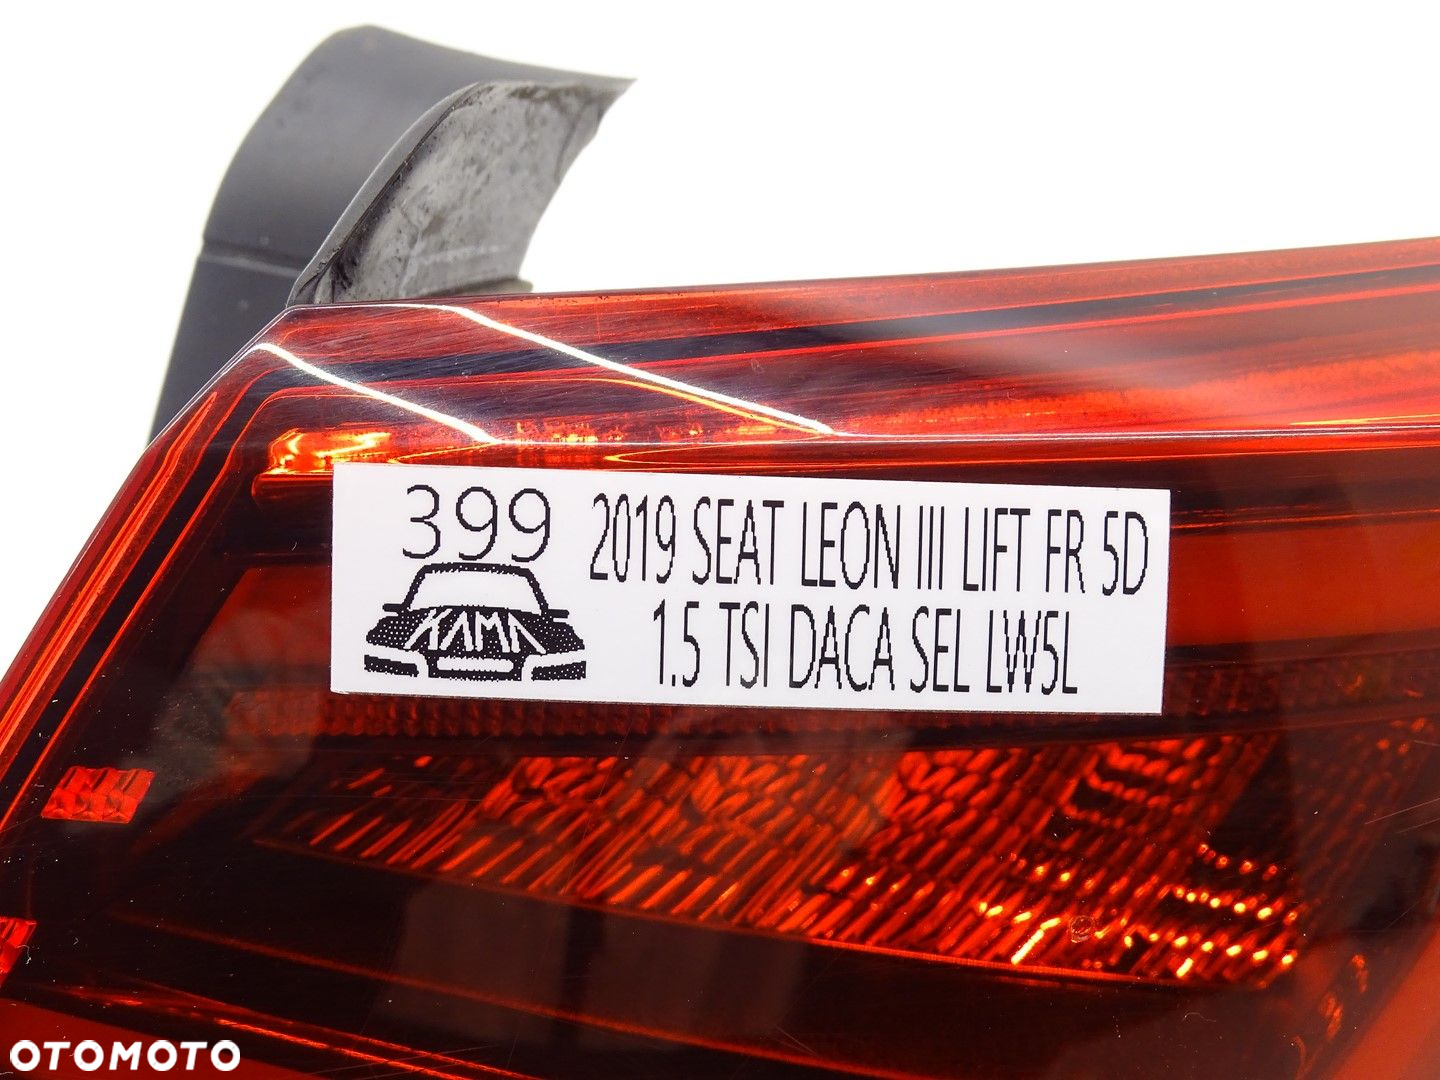 399
KAMA
2019 SEAT LEON III LIFT FR 5D
1.5 TSI DACA SEL LW5L
OTOMOTO